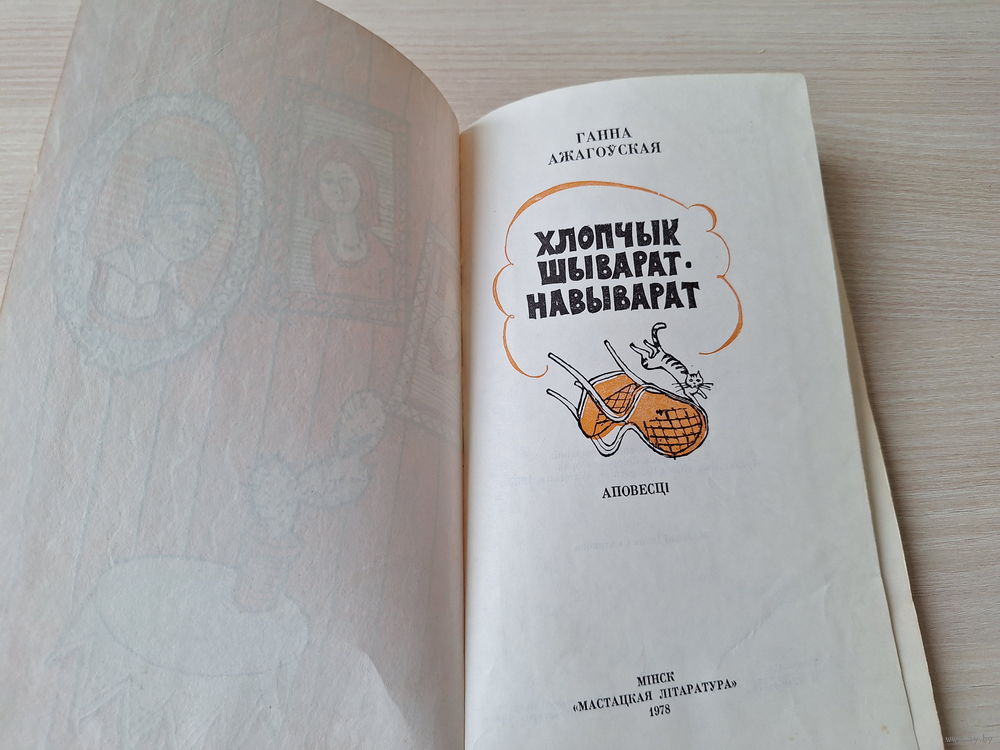 ГАННА
АЖАГОЎСКАЯ
ХЛОПЧЫК
ШЫВАРАТ-
НАВЫВАРАТ
АПОВЕСЦІ
МІНСК
«МАСТАЦКАЯ ЛІТАРАТУРА»
1978